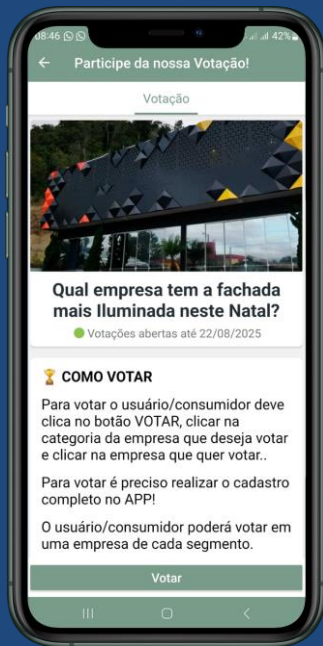 08:46
42%
Participe da nossa Votação!
Votação
Qual empresa tem a fachada
mais Iluminada neste Natal?
Votações abertas até 22/08/2025
COMO VOTAR
Para votar o usuário/consumidor deve
clica no botão VOTAR, clicar na
categoria da empresa que deseja votar
e clicar na empresa que quer votar..
Para votar é preciso realizar o cadastro
completo no APP!
O usuário/consumidor poderá votar em
uma empresa de cada segmento.
Votar